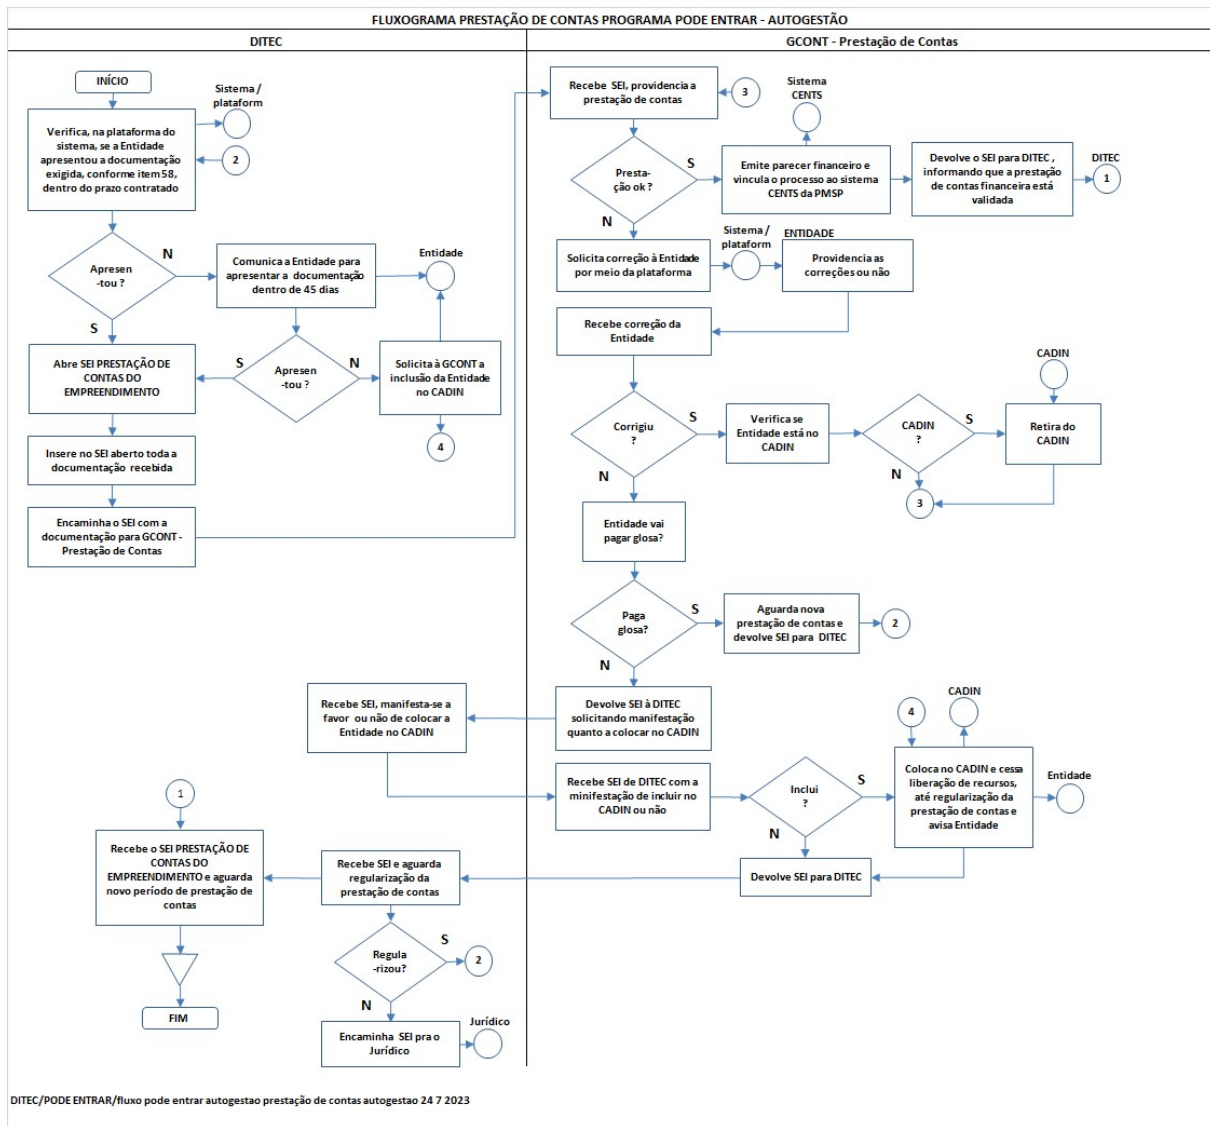 FLUXOGRAMA PRESTAÇÃO DE CONTAS PROGRAMA PODE ENTRAR - AUTOGESTÃO
DITEC
GCONT - Prestação de Contas
INÍCIO
Sistema /
plataform
Verifica, na plataforma do
sistema, se a Entidade
apresentou a documentação
exigida, conforme item 58,
dentro do prazo contratado,
2
Apresen
-tou ?
N
S
Comunica a Entidade para
apresentar a documentação
dentro de 45 dias
Entidade
Abre SEI PRESTAÇÃO DE
CONTAS DO
EMPREENDIMENTO
S
Apresen
-tou ?
N
Solicita à GCONT a
inclusão da Entidade
no CADIN
4
Insere no SEI aberto toda a
documentação recebida
Encaminha o SEI com a
documentação para GCONT -
Prestação de Contas
Recebe SEI, providencia a
prestação de contas
3
Sistema
CENTS
Presta-
ção ok ?
S
N
Emite parecer financeiro e
vincula o processo ao sistema
CENTS da PMSP
Devolve o SEI para DITEC ,
informando que a prestação
de contas financeira está
validada
DITEC
1
Solicita correção à Entidade
por meio da plataforma
Sistema /
plataform
ENTIDADE
Providencia as
correções ou não
Recebe correção da
Entidade
Corrigiu
?
S
N
Verifica se
Entidade está no
CADIN
CADIN
?
S
N
CADIN
Retira do
CADIN
3
Entidade vai
pagar glosa?
Paga
glosa?
S
N
Aguarda nova
prestação de contas e
devolve SEI para DITEC
2
Devolve SEI à DITEC
solicitando manifestação
quanto a colocar no CADIN
Recebe SEI, manifesta-se a
favor ou não de colocar a
Entidade no CADIN
Recebe SEI de DITEC com a
minifestação de incluir no
CADIN ou não
Inclui
?
S
N
4
CADIN
Coloca no CADIN e cessa
liberação de recursos,
até regularização da
prestação de contas e
avisa Entidade
Entidade
Devolve SEI para DITEC
1
Recebe o SEI PRESTAÇÃO DE
CONTAS DO
EMPREENDIMENTO e aguarda
novo período de prestação de
contas
Recebe SEI e aguarda
regularização da
prestação de contas
Regula
-rizou?
S
2
N
FIM
Encaminha SEI pra o
Jurídico
Jurídico
DITEC/PODE ENTRAR/fluxo pode entrar autogestao prestação de contas autogestao 24 7 2023